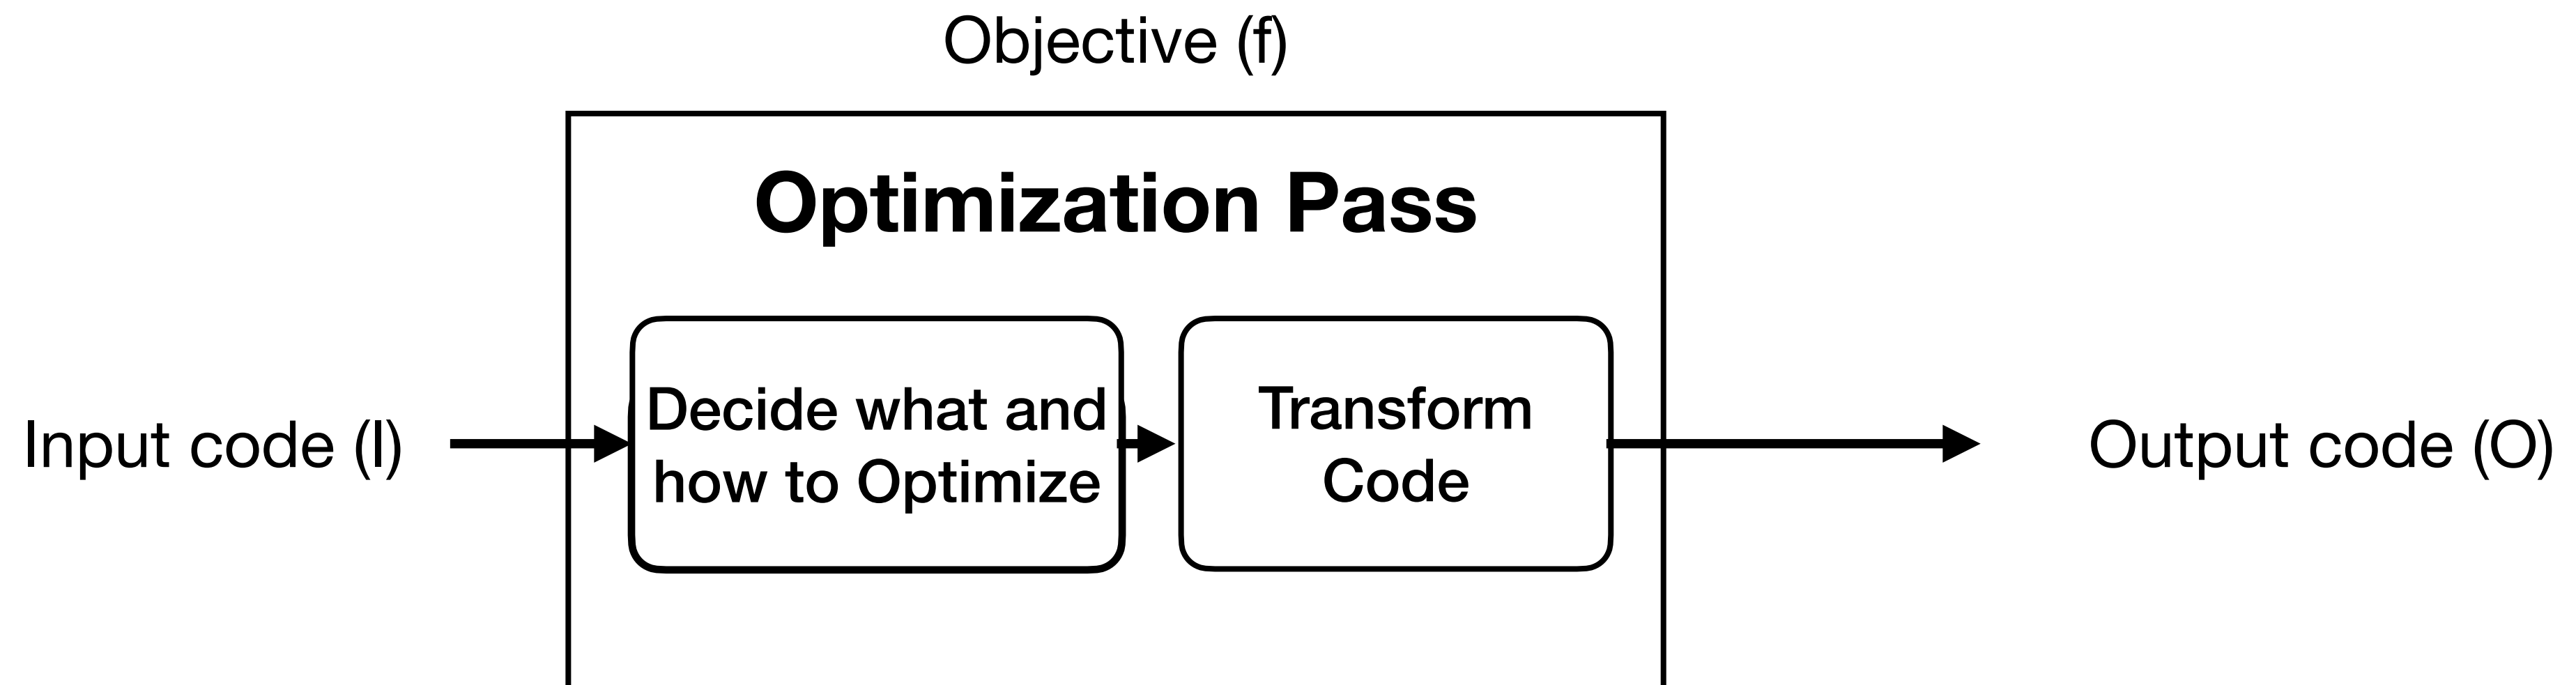 Objective (f)
Optimization Pass
Input code (I)
Decide what and
how to Optimize
Transform
Code
Output code (O)